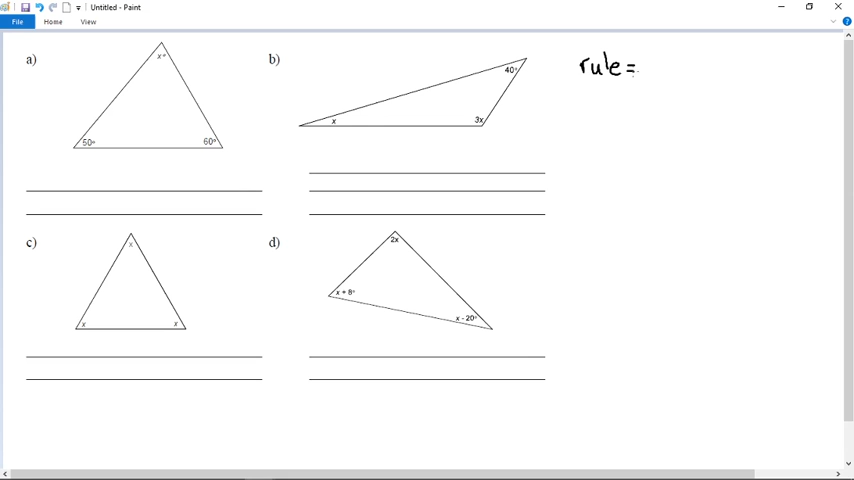 Untitled - Paint
File Home View
a)
x°
50° 60°
b)
40°
x 3x
rule=
c)
x
x x
d)
2x
x + 8°
x - 20°